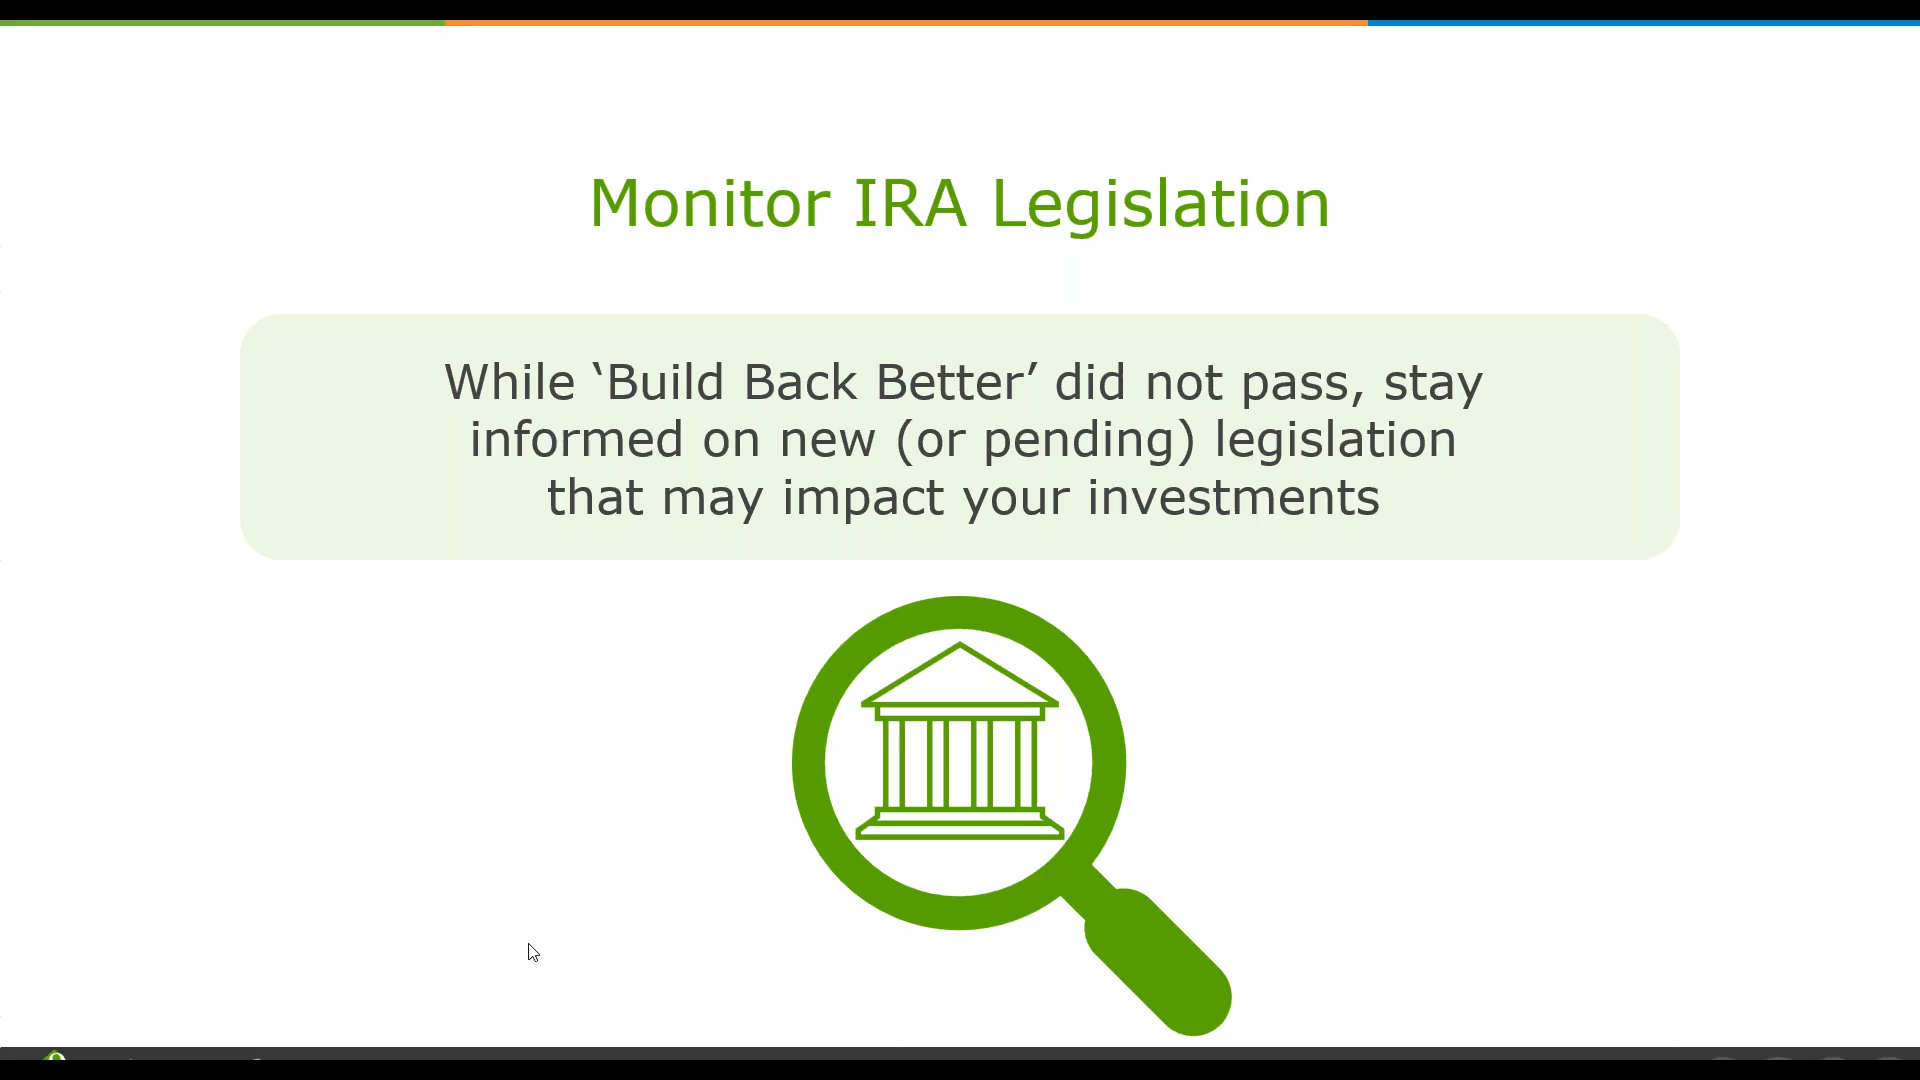 Monitor IRA Legislation
While ‘Build Back Better’ did not pass, stay
informed on new (or pending) legislation
that may impact your investments